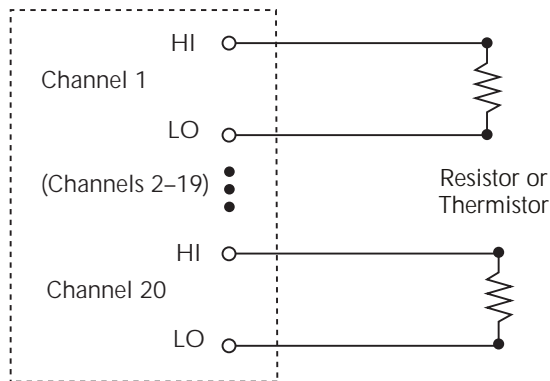 HI
Channel 1
LO
(Channels 2–19)
Resistor or
Thermistor
HI
Channel 20
LO